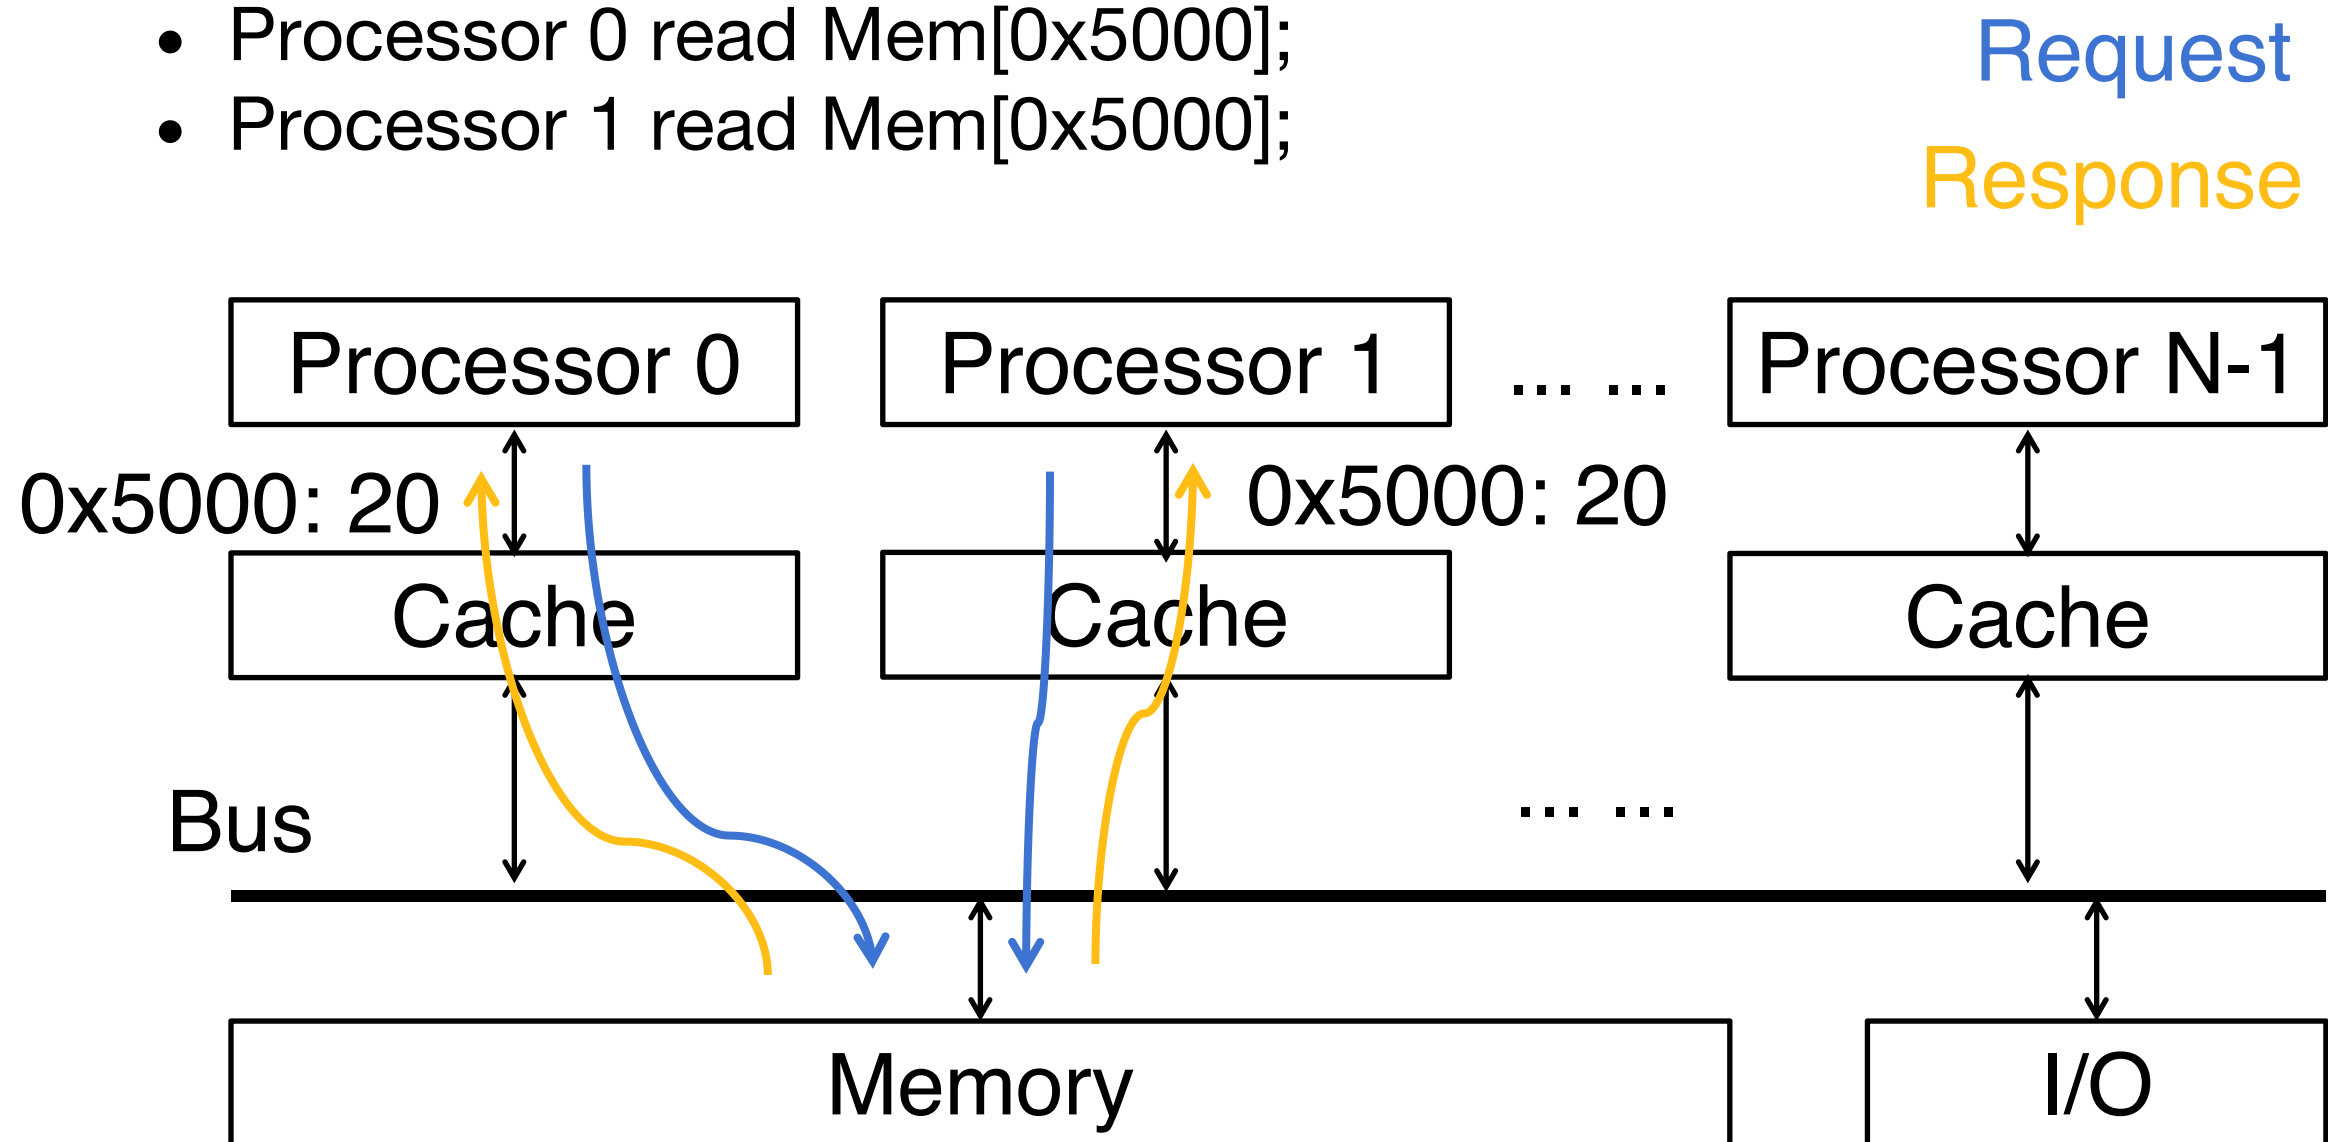 • Processor 0 read Mem[0x5000];
• Processor 1 read Mem[0x5000];
Request
Response
Processor 0
Processor 1
... ...
Processor N-1
0x5000: 20
0x5000: 20
Cache
Cache
Cache
Bus
... ...
Memory
I/O